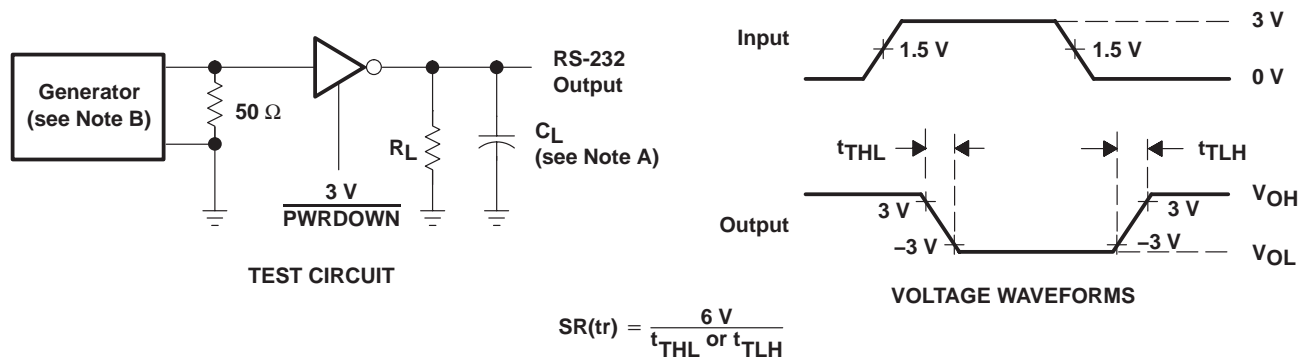 Generator
(see Note B)
50 Ω
3 V
PWRDOWN
RL
CL
(see Note A)
RS-232
Output
TEST CIRCUIT
Input
1.5 V
1.5 V
3 V
0 V
tTHL
tTLH
Output
3 V
–3 V
3 V
–3 V
VOH
VOL
VOLTAGE WAVEFORMS
SR(tr) = 6 V
tTHL or tTLH